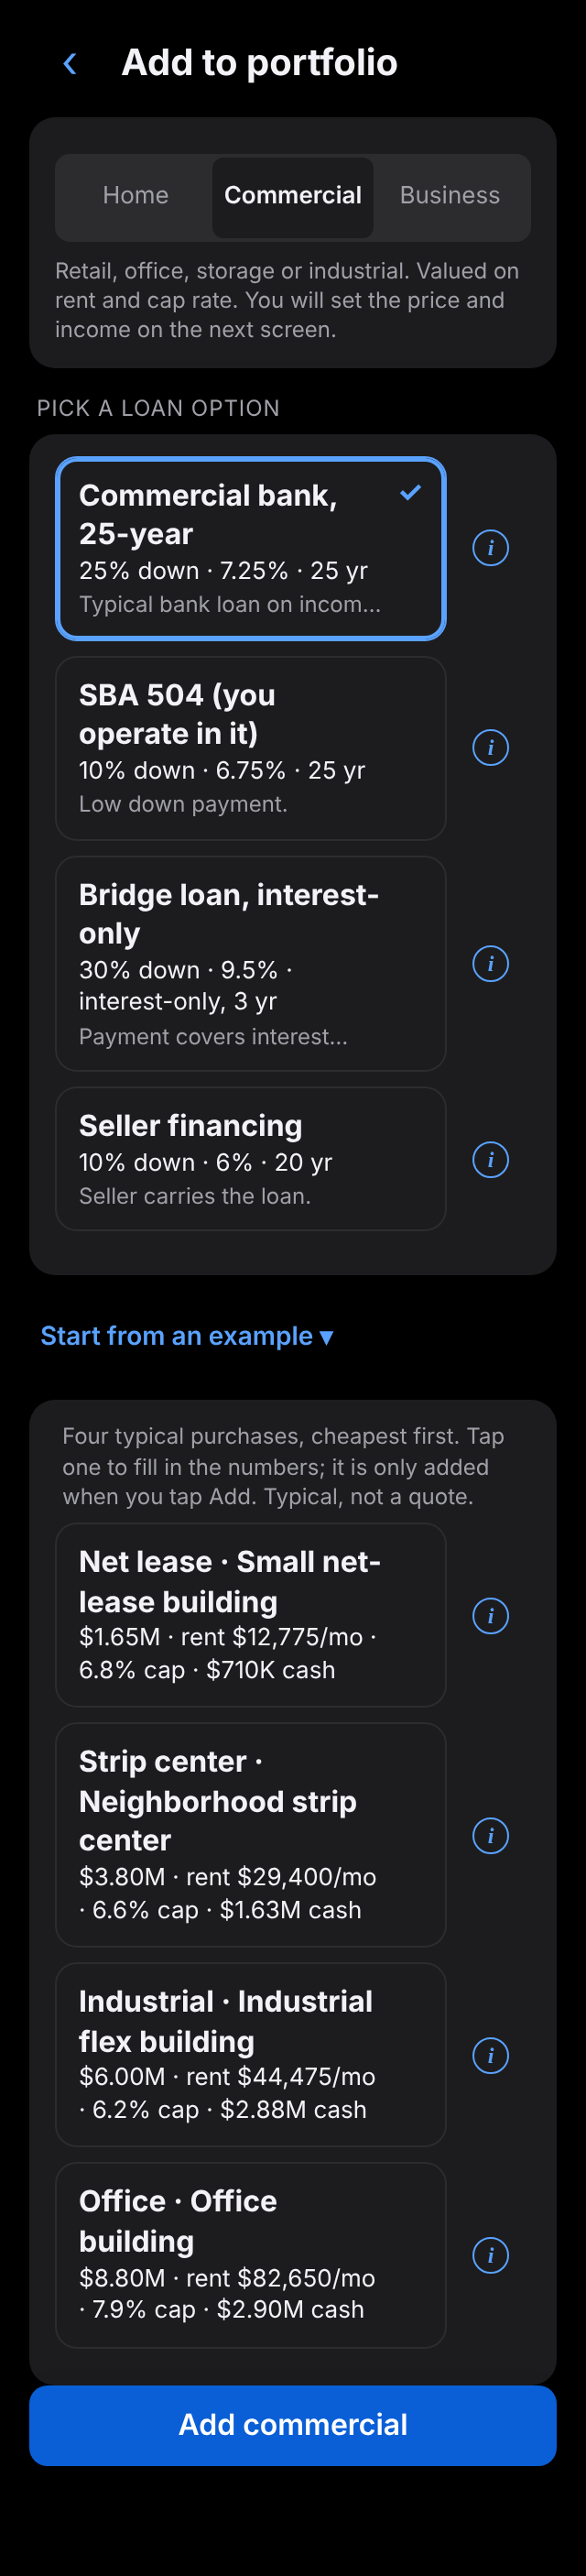 ‹ Add to portfolio
Home Commercial Business
Retail, office, storage or industrial. Valued on
rent and cap rate. You will set the price and
income on the next screen.
PICK A LOAN OPTION
Commercial bank, ✓
25-year
25% down · 7.25% · 25 yr
Typical bank loan on incom...
i
SBA 504 (you
operate in it)
10% down · 6.75% · 25 yr
Low down payment.
i
Bridge loan, interest-
only
30% down · 9.5% ·
interest-only, 3 yr
Payment covers interest...
i
Seller financing
10% down · 6% · 20 yr
Seller carries the loan.
i
Start from an example ▾
Four typical purchases, cheapest first. Tap
one to fill in the numbers; it is only added
when you tap Add. Typical, not a quote.
Net lease · Small net-
lease building
$1.65M · rent $12,775/mo ·
6.8% cap · $710K cash
i
Strip center ·
Neighborhood strip
center
$3.80M · rent $29,400/mo
· 6.6% cap · $1.63M cash
i
Industrial · Industrial
flex building
$6.00M · rent $44,475/mo
· 6.2% cap · $2.88M cash
i
Office · Office
building
$8.80M · rent $82,650/mo
· 7.9% cap · $2.90M cash
i
Add commercial